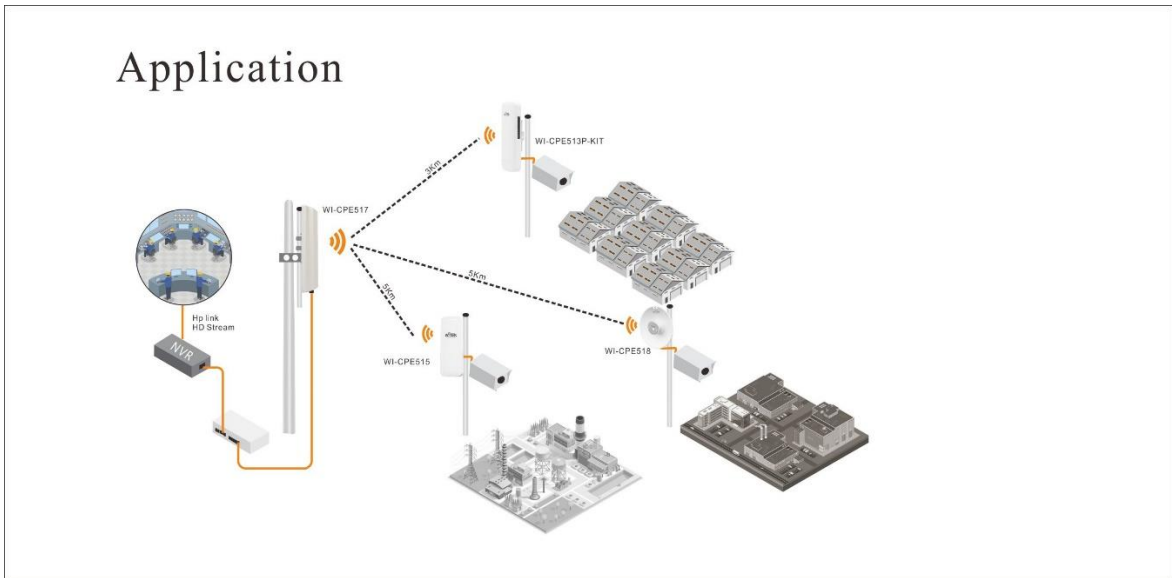 Application
WI-CPE513P-KIT
3Km
WI-CPE517
5Km
5Km
Hp link
HD Stream
NVR
WI-CPE515
WI-CPE518